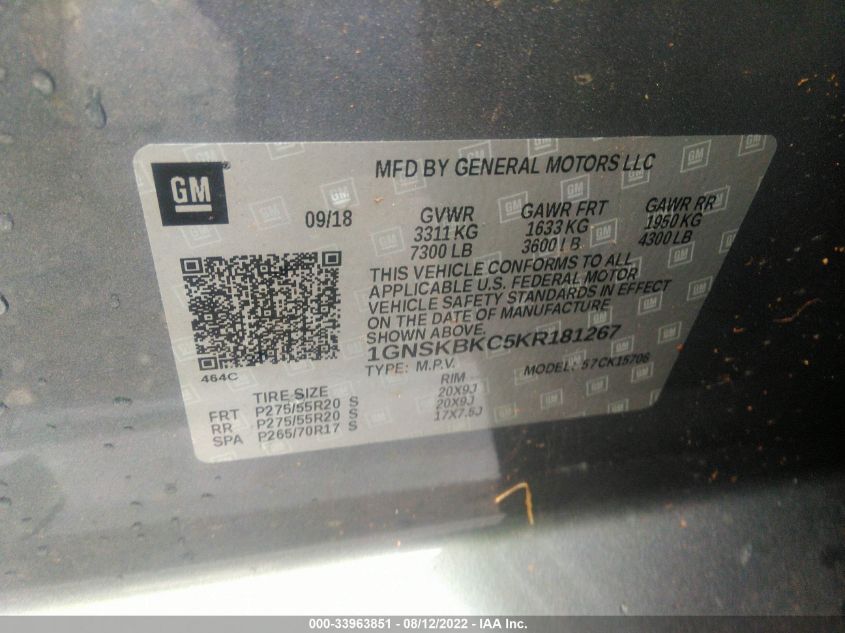 GM
MFD BY GENERAL MOTORS LLC
09/18
GVWR GAWR FRT GAWR RR
3311 KG 1633 KG 1950 KG
7300 LB 3600 LB 4300 LB
THIS VEHICLE CONFORMS TO ALL
APPLICABLE U.S. FEDERAL MOTOR
VEHICLE SAFETY STANDARDS IN EFFECT
ON THE DATE OF MANUFACTURE
SHOWN ABOVE.
1GNSKBKC5KR181267
TYPE: M.P.V. MODEL: 57CK15706
464C
TIRE SIZE RIM
FRT P275/55R20 S 20X9J
RR P275/55R20 S 20X9J
SPA P265/70R17 S 17X7.5J
000-33963851 - 08/12/2022 - IAA Inc.